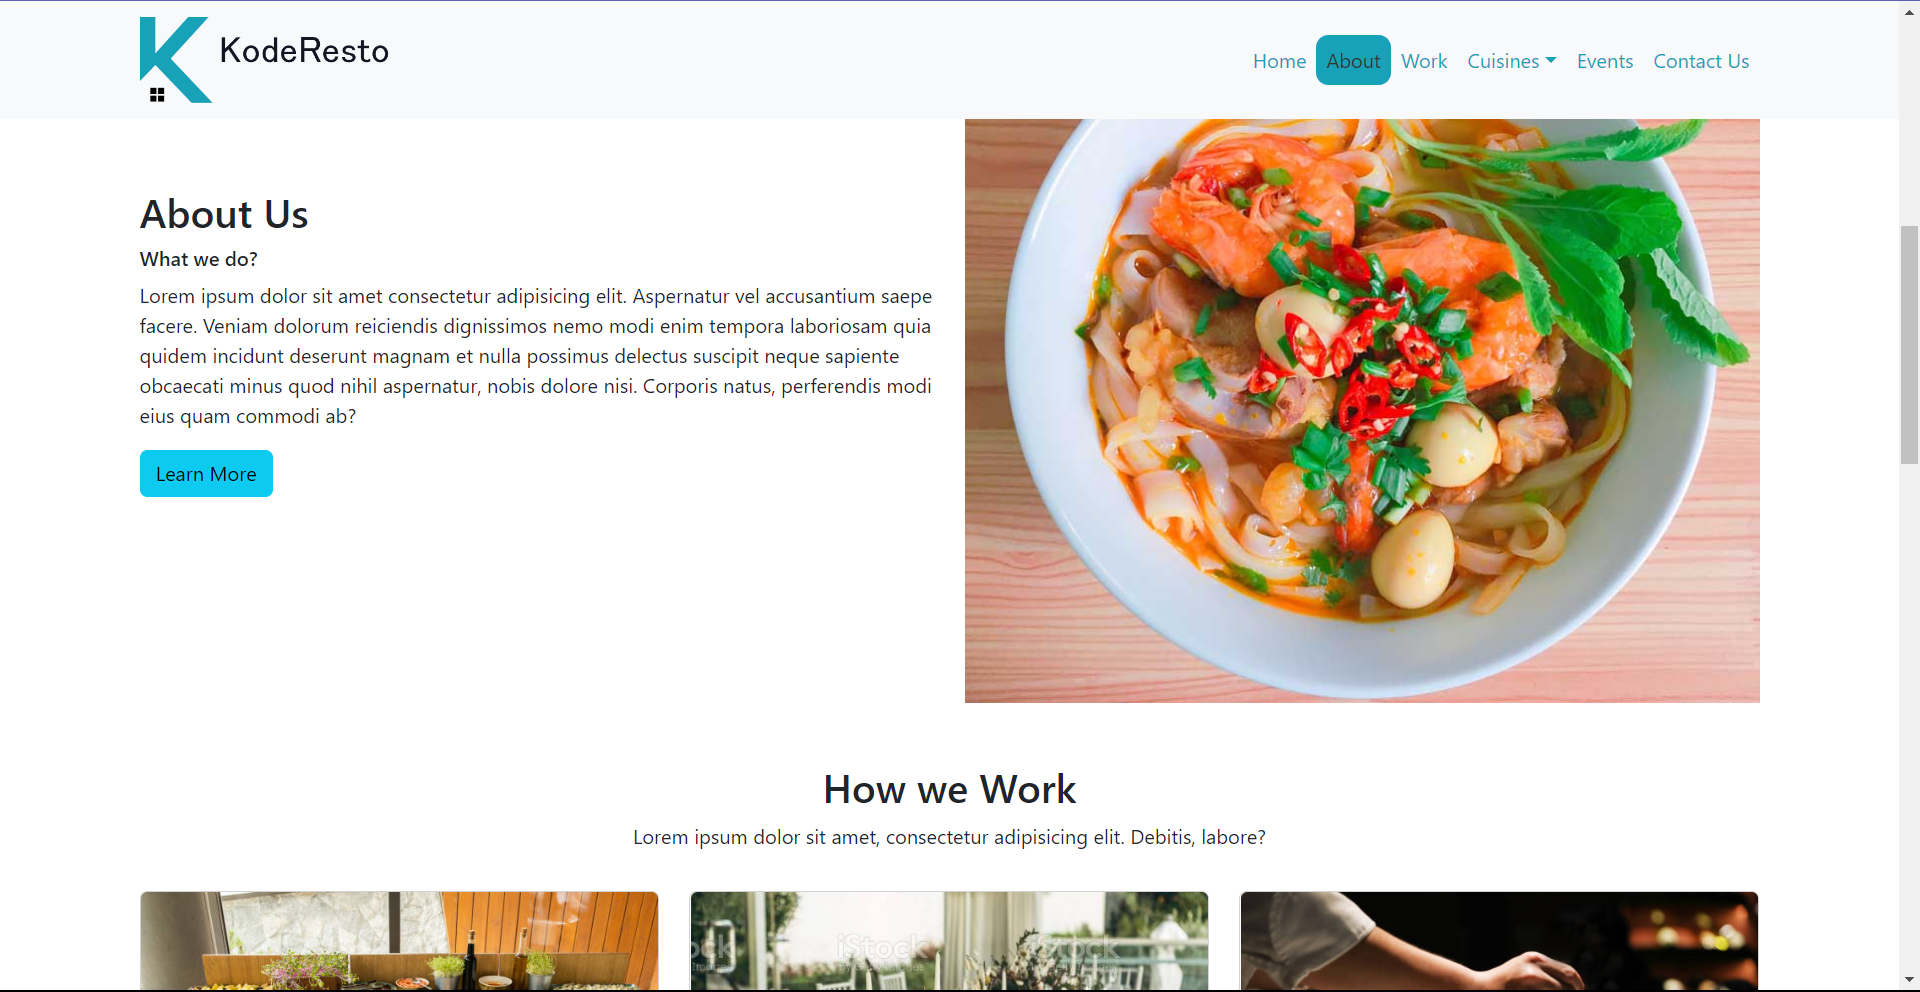 KodeResto
Home About Work Cuisines Events Contact Us
About Us
What we do?
Lorem ipsum dolor sit amet consectetur adipisicing elit. Aspernatur vel accusantium saepe
facere. Veniam dolorum reiciendis dignissimos nemo modi enim tempora laboriosam quia
quidem incidunt deserunt magnam et nulla possimus delectus suscipit neque sapiente
obcaecati minus quod nihil aspernatur, nobis dolore nisi. Corporis natus, perferendis modi
eius quam commodi ab?
Learn More
How we Work
Lorem ipsum dolor sit amet, consectetur adipisicing elit. Debitis, labore?
iStock